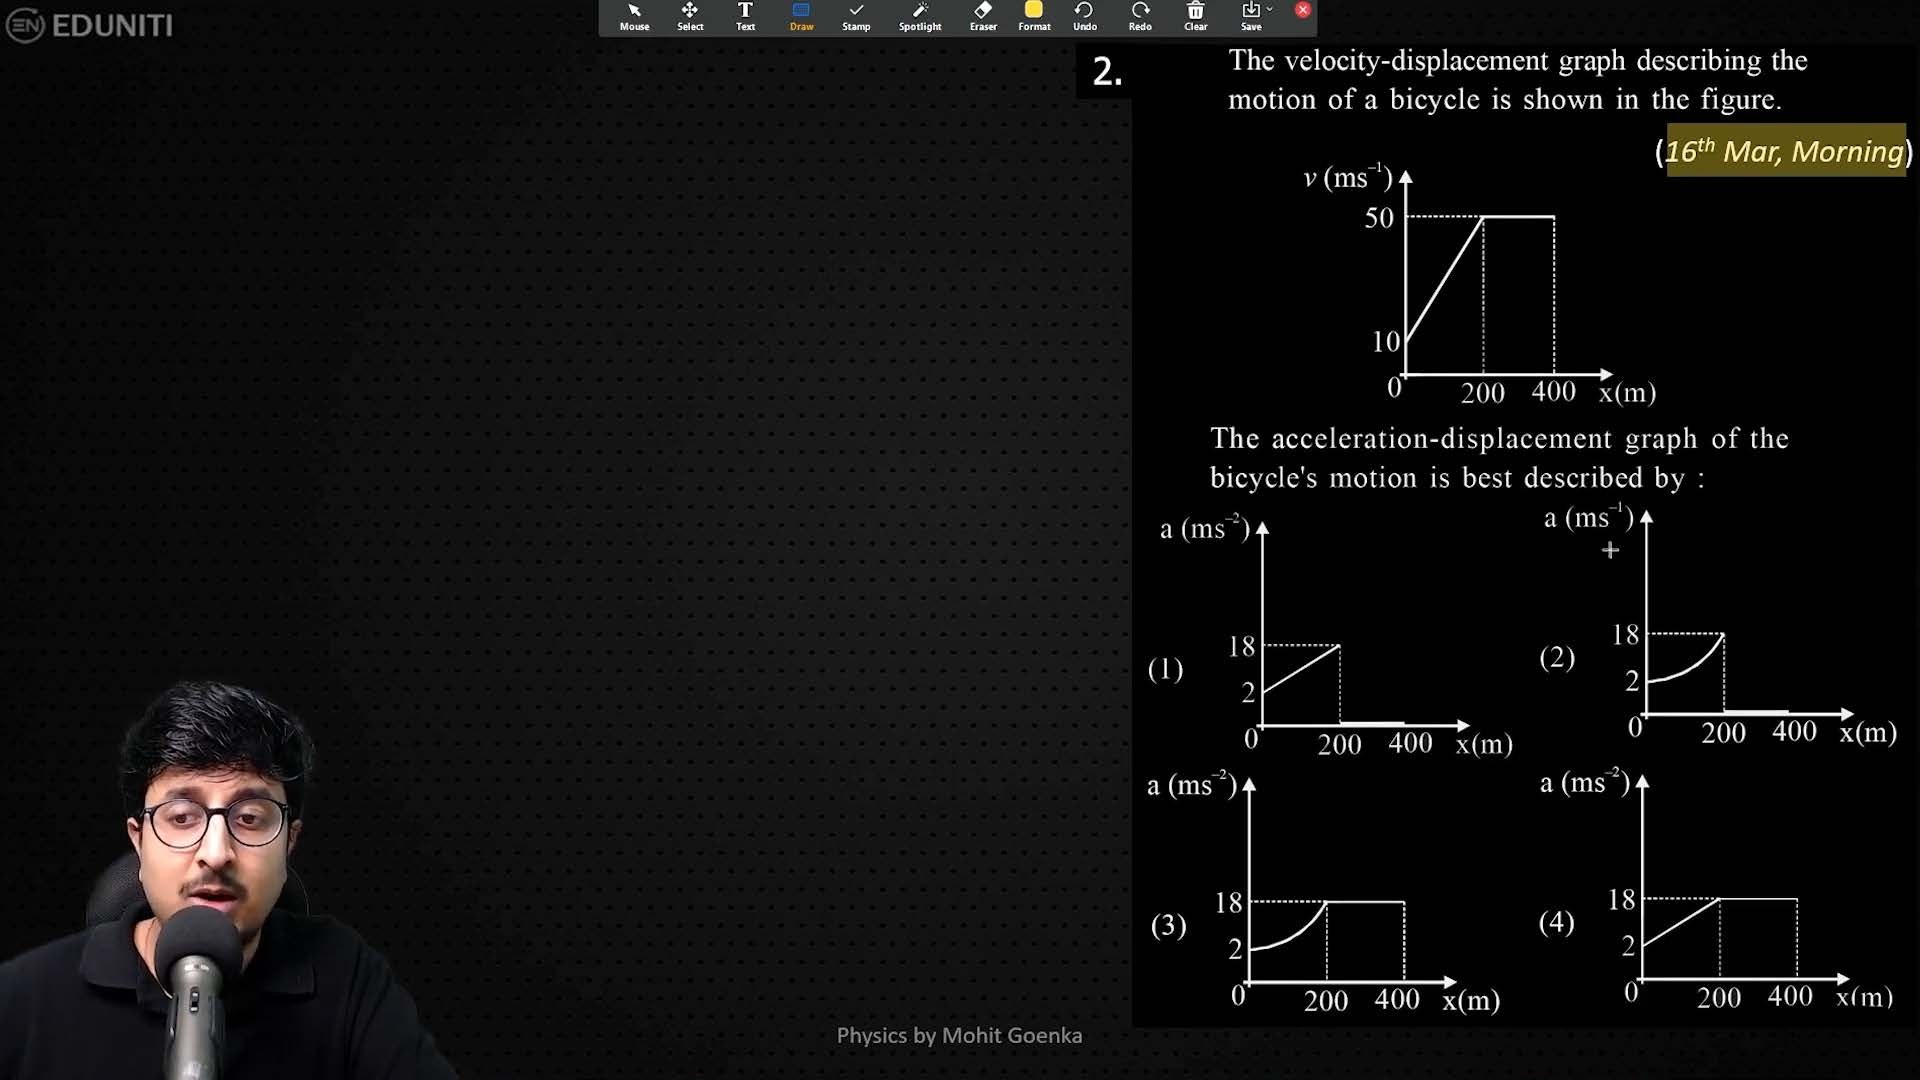 EN EDUNITI
Mouse Select Text Draw Stamp Spotlight Eraser Format Undo Redo Clear Save
2.
The velocity-displacement graph describing the
motion of a bicycle is shown in the figure.
(16th Mar, Morning)
v (ms⁻¹)
50
10
0 200 400 x(m)
The acceleration-displacement graph of the
bicycle's motion is best described by :
(1)
a (ms⁻²)
18
2
0 200 400 x(m)
(2)
a (ms⁻¹)
18
2
0 200 400 x(m)
(3)
a (ms⁻²)
18
2
0 200 400 x(m)
(4)
a (ms⁻²)
18
2
0 200 400 x(m)
Physics by Mohit Goenka